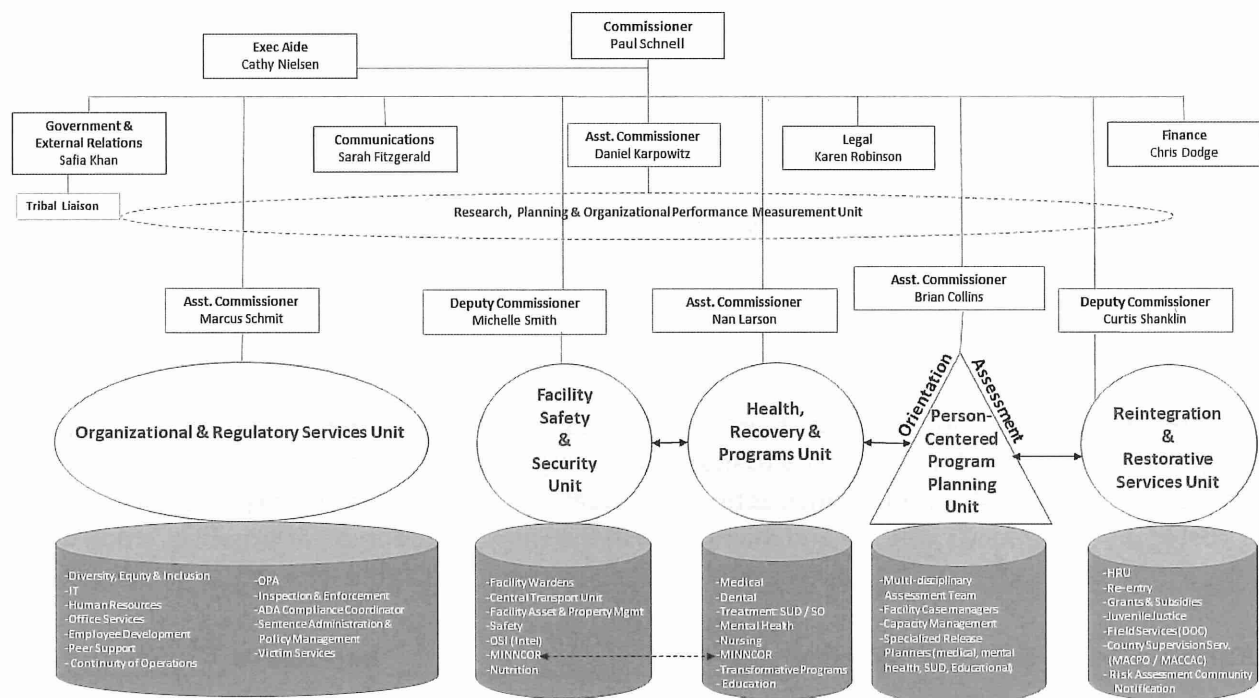 Commissioner
Paul Schnell
Exec Aide
Cathy Nielsen
Government &
External Relations
Safia Khan
Communications
Sarah Fitzgerald
Asst. Commissioner
Daniel Karpowitz
Legal
Karen Robinson
Finance
Chris Dodge
Tribal Liaison
Research, Planning & Organizational Performance Measurement Unit
Asst. Commissioner
Marcus Schmit
Deputy Commissioner
Michelle Smith
Asst. Commissioner
Nan Larson
Asst. Commissioner
Brian Collins
Deputy Commissioner
Curtis Shanklin
Organizational & Regulatory Services Unit
Facility
Safety
&
Security
Unit
Health,
Recovery &
Programs Unit
Orientation
Assessment
Person-
Centered
Program
Planning
Unit
Reintegration
&
Restorative
Services Unit
-Diversity, Equity & Inclusion
-IT
-Human Resources
-Office Services
-Employee Development
-Peer Support
-Continuity of Operations
-OPA
-Inspection & Enforcement
-ADA Compliance Coordinator
-Sentence Administration &
Policy Management
-Victim Services
-Facility Wardens
-Central Transport Unit
-Facility Asset & Property Mgmt
-Safety
-OSI (Intel)
-MINNCOR
-Nutrition
-Medical
-Dental
-Treatment: SUD / SO
-Mental Health
-Nursing
-MINNCOR
-Transformative Programs
-Education
-Multi-disciplinary
Assessment Team
-Facility Case managers
-Capacity Management
-Specialized Release
Planners (medical, mental
health, SUD, Educational)
-HRU
-Re-entry
-Grants & Subsidies
-Juvenile Justice
-Field Services (DOC)
-County Supervision Serv.
(MACPO / MACCAC)
-Risk Assessment Community
Notification